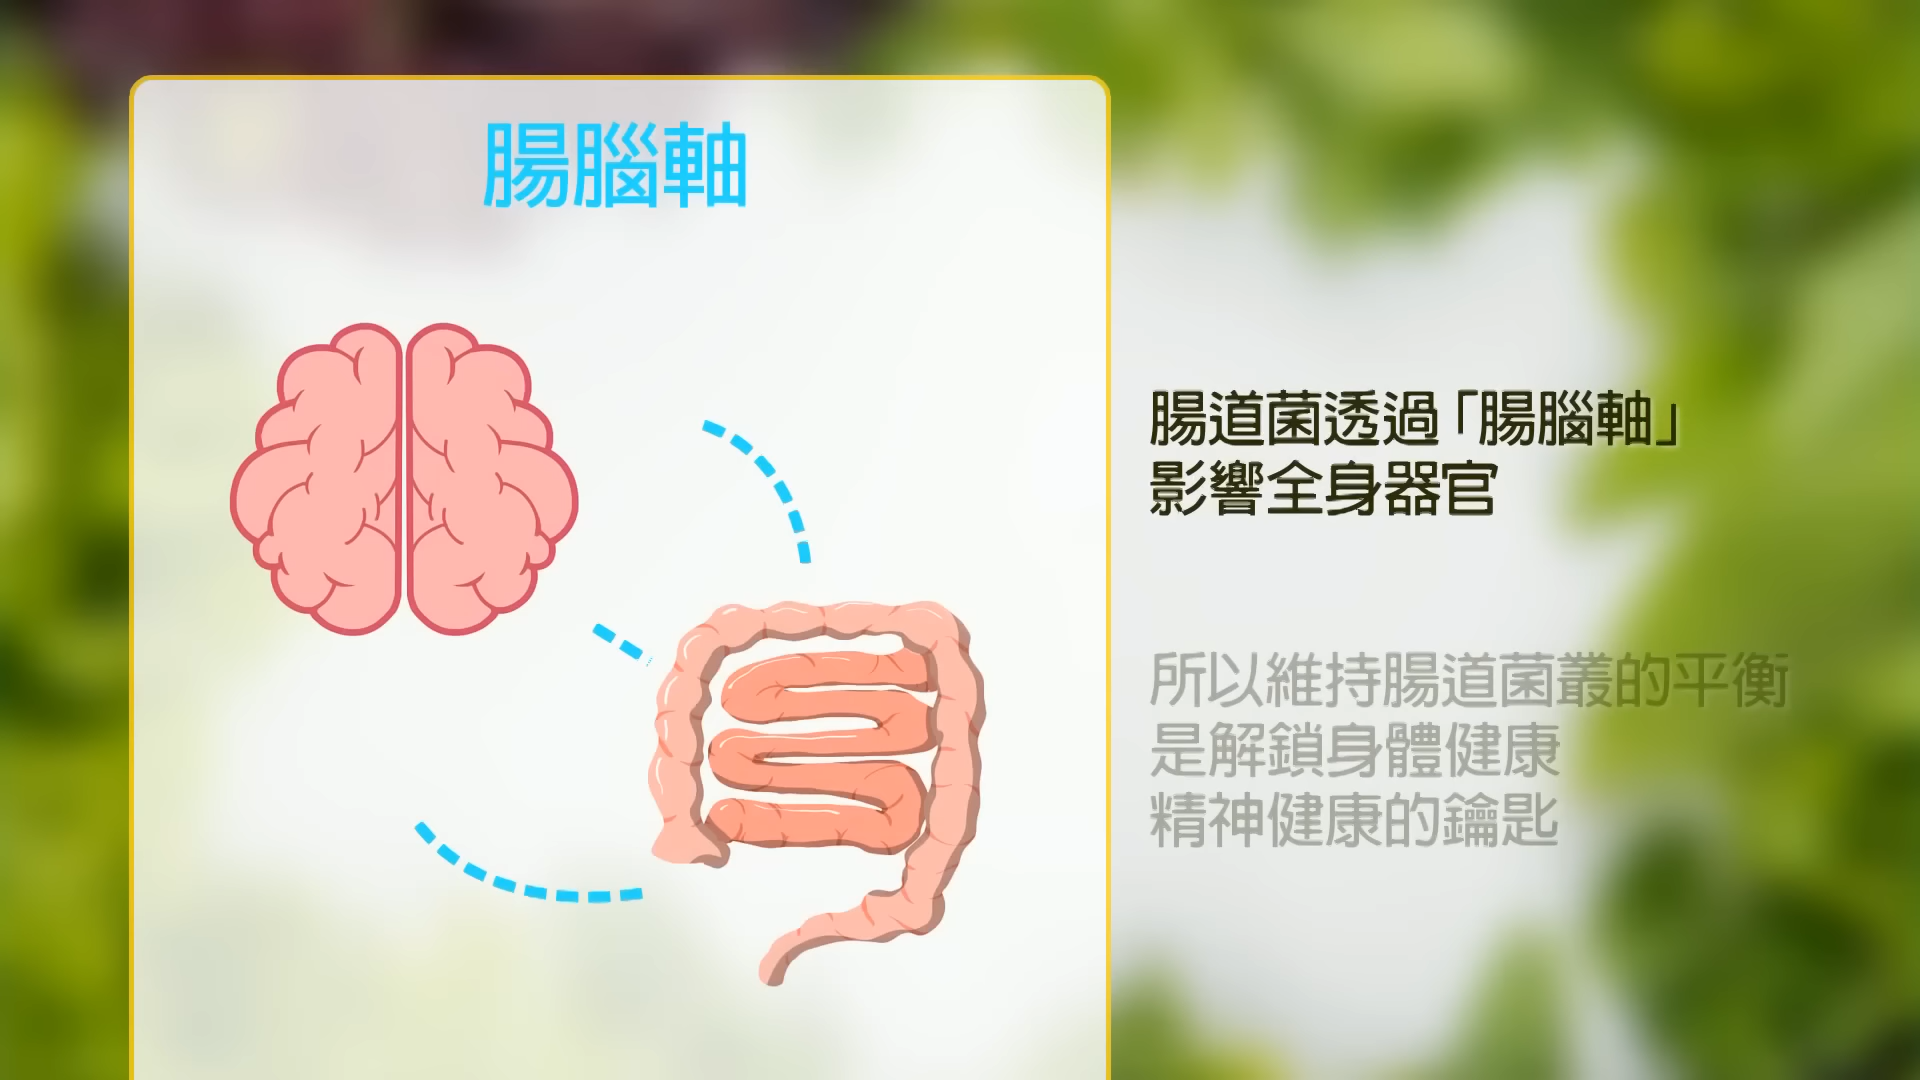 腸腦軸
腸道菌透過「腸腦軸」
影響全身器官
所以維持腸道菌叢的平衡
是解鎖身體健康
精神健康的鑰匙